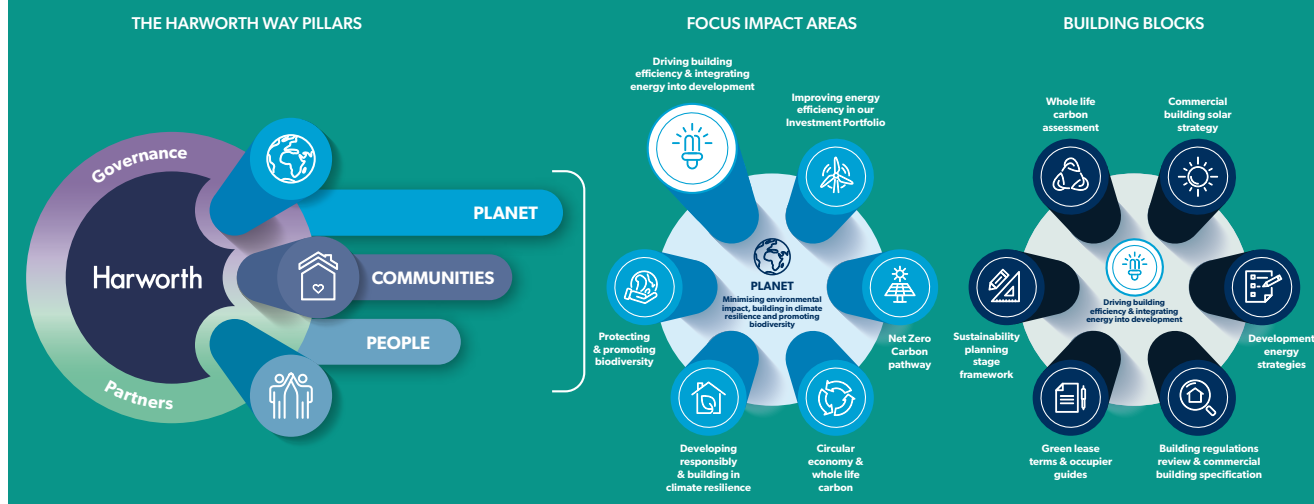 THE HARWORTH WAY PILLARS
Governance
Harworth
Partners
PLANET
COMMUNITIES
PEOPLE
FOCUS IMPACT AREAS
Driving building
efficiency & integrating
energy into development
Improving energy
efficiency in our
Investment Portfolio
PLANET
Minimising environmental
impact, building in climate
resilience and promoting
biodiversity
Protecting
& promoting
biodiversity
Net Zero
Carbon
pathway
Developing
responsibly
& building in
climate resilience
Circular
economy &
whole life
carbon
BUILDING BLOCKS
Whole life
carbon
assessment
Commercial
building solar
strategy
Driving building
efficiency & integrating
energy into development
Sustainability
planning
stage
framework
Development
energy
strategies
Green lease
terms & occupier
guides
Building regulations
review & commercial
building specification